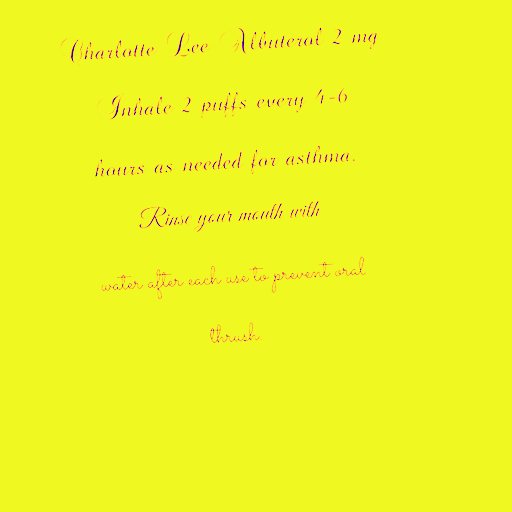 Charlotte Lee Albuterol 2 mg
Inhale 2 puffs every 4-6
hours as needed for asthma.
Rinse your mouth with
water after each use to prevent oral
thrush.